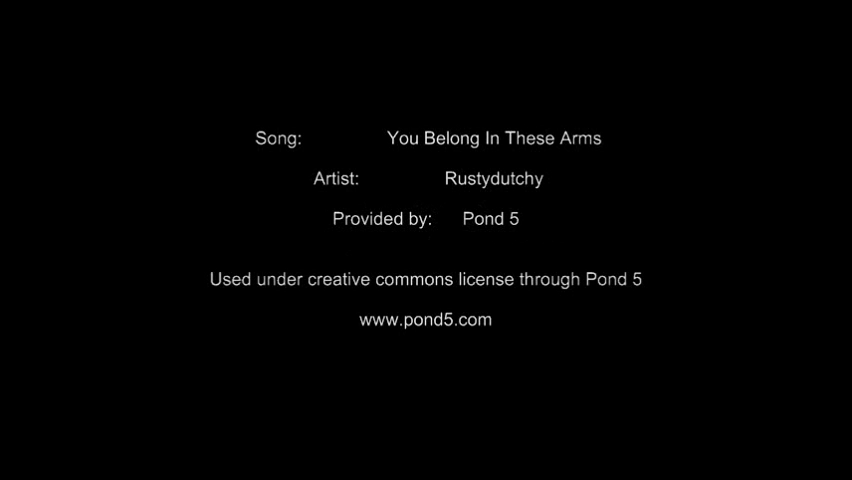 Song: You Belong In These Arms
Artist: Rustydutchy
Provided by: Pond 5
Used under creative commons license through Pond 5
www.pond5.com